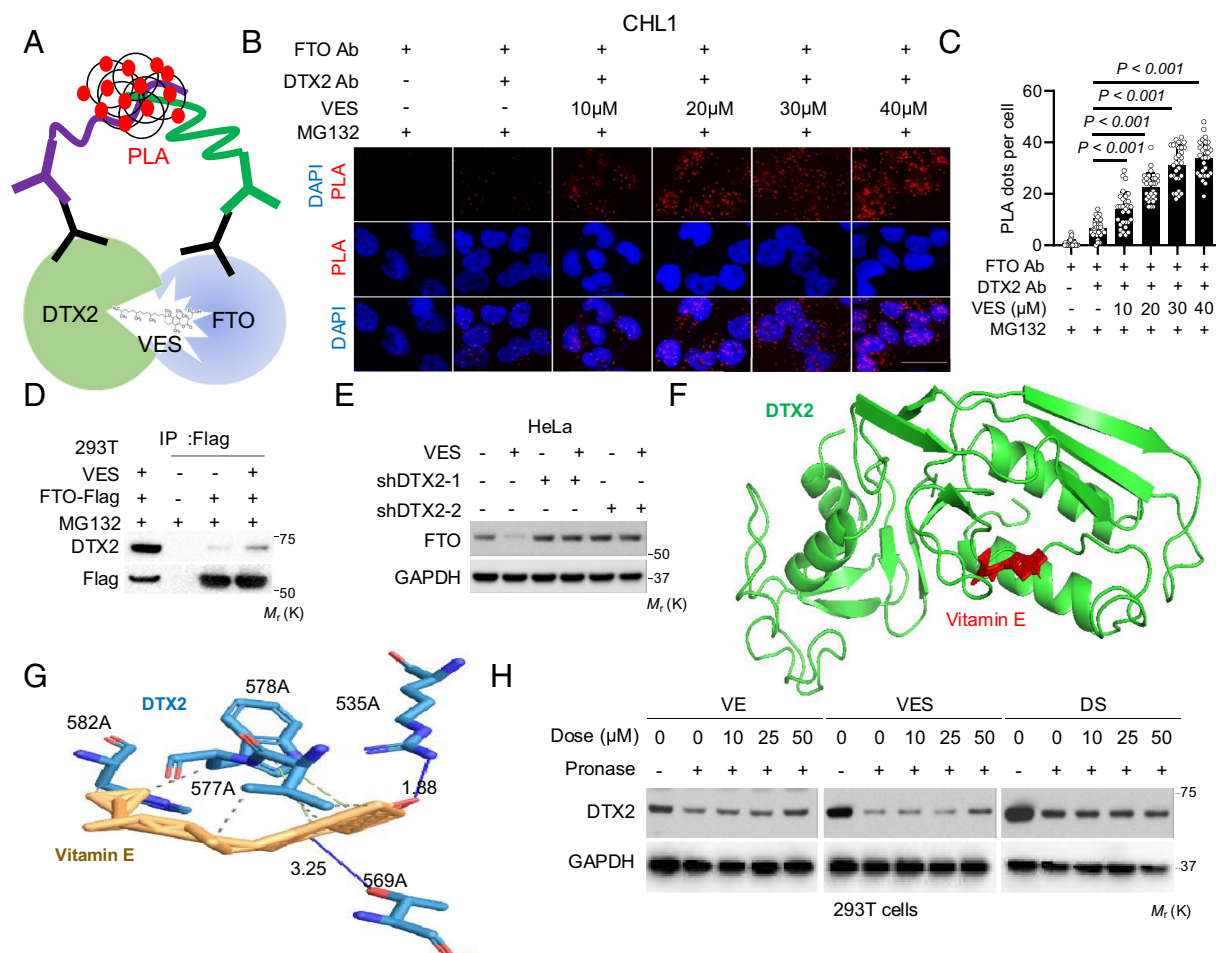 A
PLA
DTX2
VES
FTO
B
CHL1
FTO Ab + + + + + +
DTX2 Ab - + + + + +
VES - - 10µM 20µM 30µM 40µM
MG132 + + + + + +
DAPI PLA
PLA
DAPI
C
P < 0.001
P < 0.001
P < 0.001
P < 0.001
PLA dots per cell
60
40
20
0
FTO Ab + + + + + +
DTX2 Ab - + + + + +
VES (µM) - - 10 20 30 40
MG132 + + + + + +
D
293T IP :Flag
VES + - - +
FTO-Flag + - + +
MG132 + + + +
DTX2 -75
Flag -50
Mr (K)
E
HeLa
VES - + - + - +
shDTX2-1 - - + + - -
shDTX2-2 - - - - + +
FTO -50
GAPDH -37
Mr (K)
F
DTX2
Vitamin E
G
DTX2
578A
535A
582A
577A
1.88
Vitamin E
3.25
569A
H
VE VES DS
Dose (µM) 0 0 10 25 50 0 0 10 25 50 0 0 10 25 50
Pronase - + + + + - + + + + - + + + +
DTX2 -75
GAPDH -37
293T cells Mr (K)